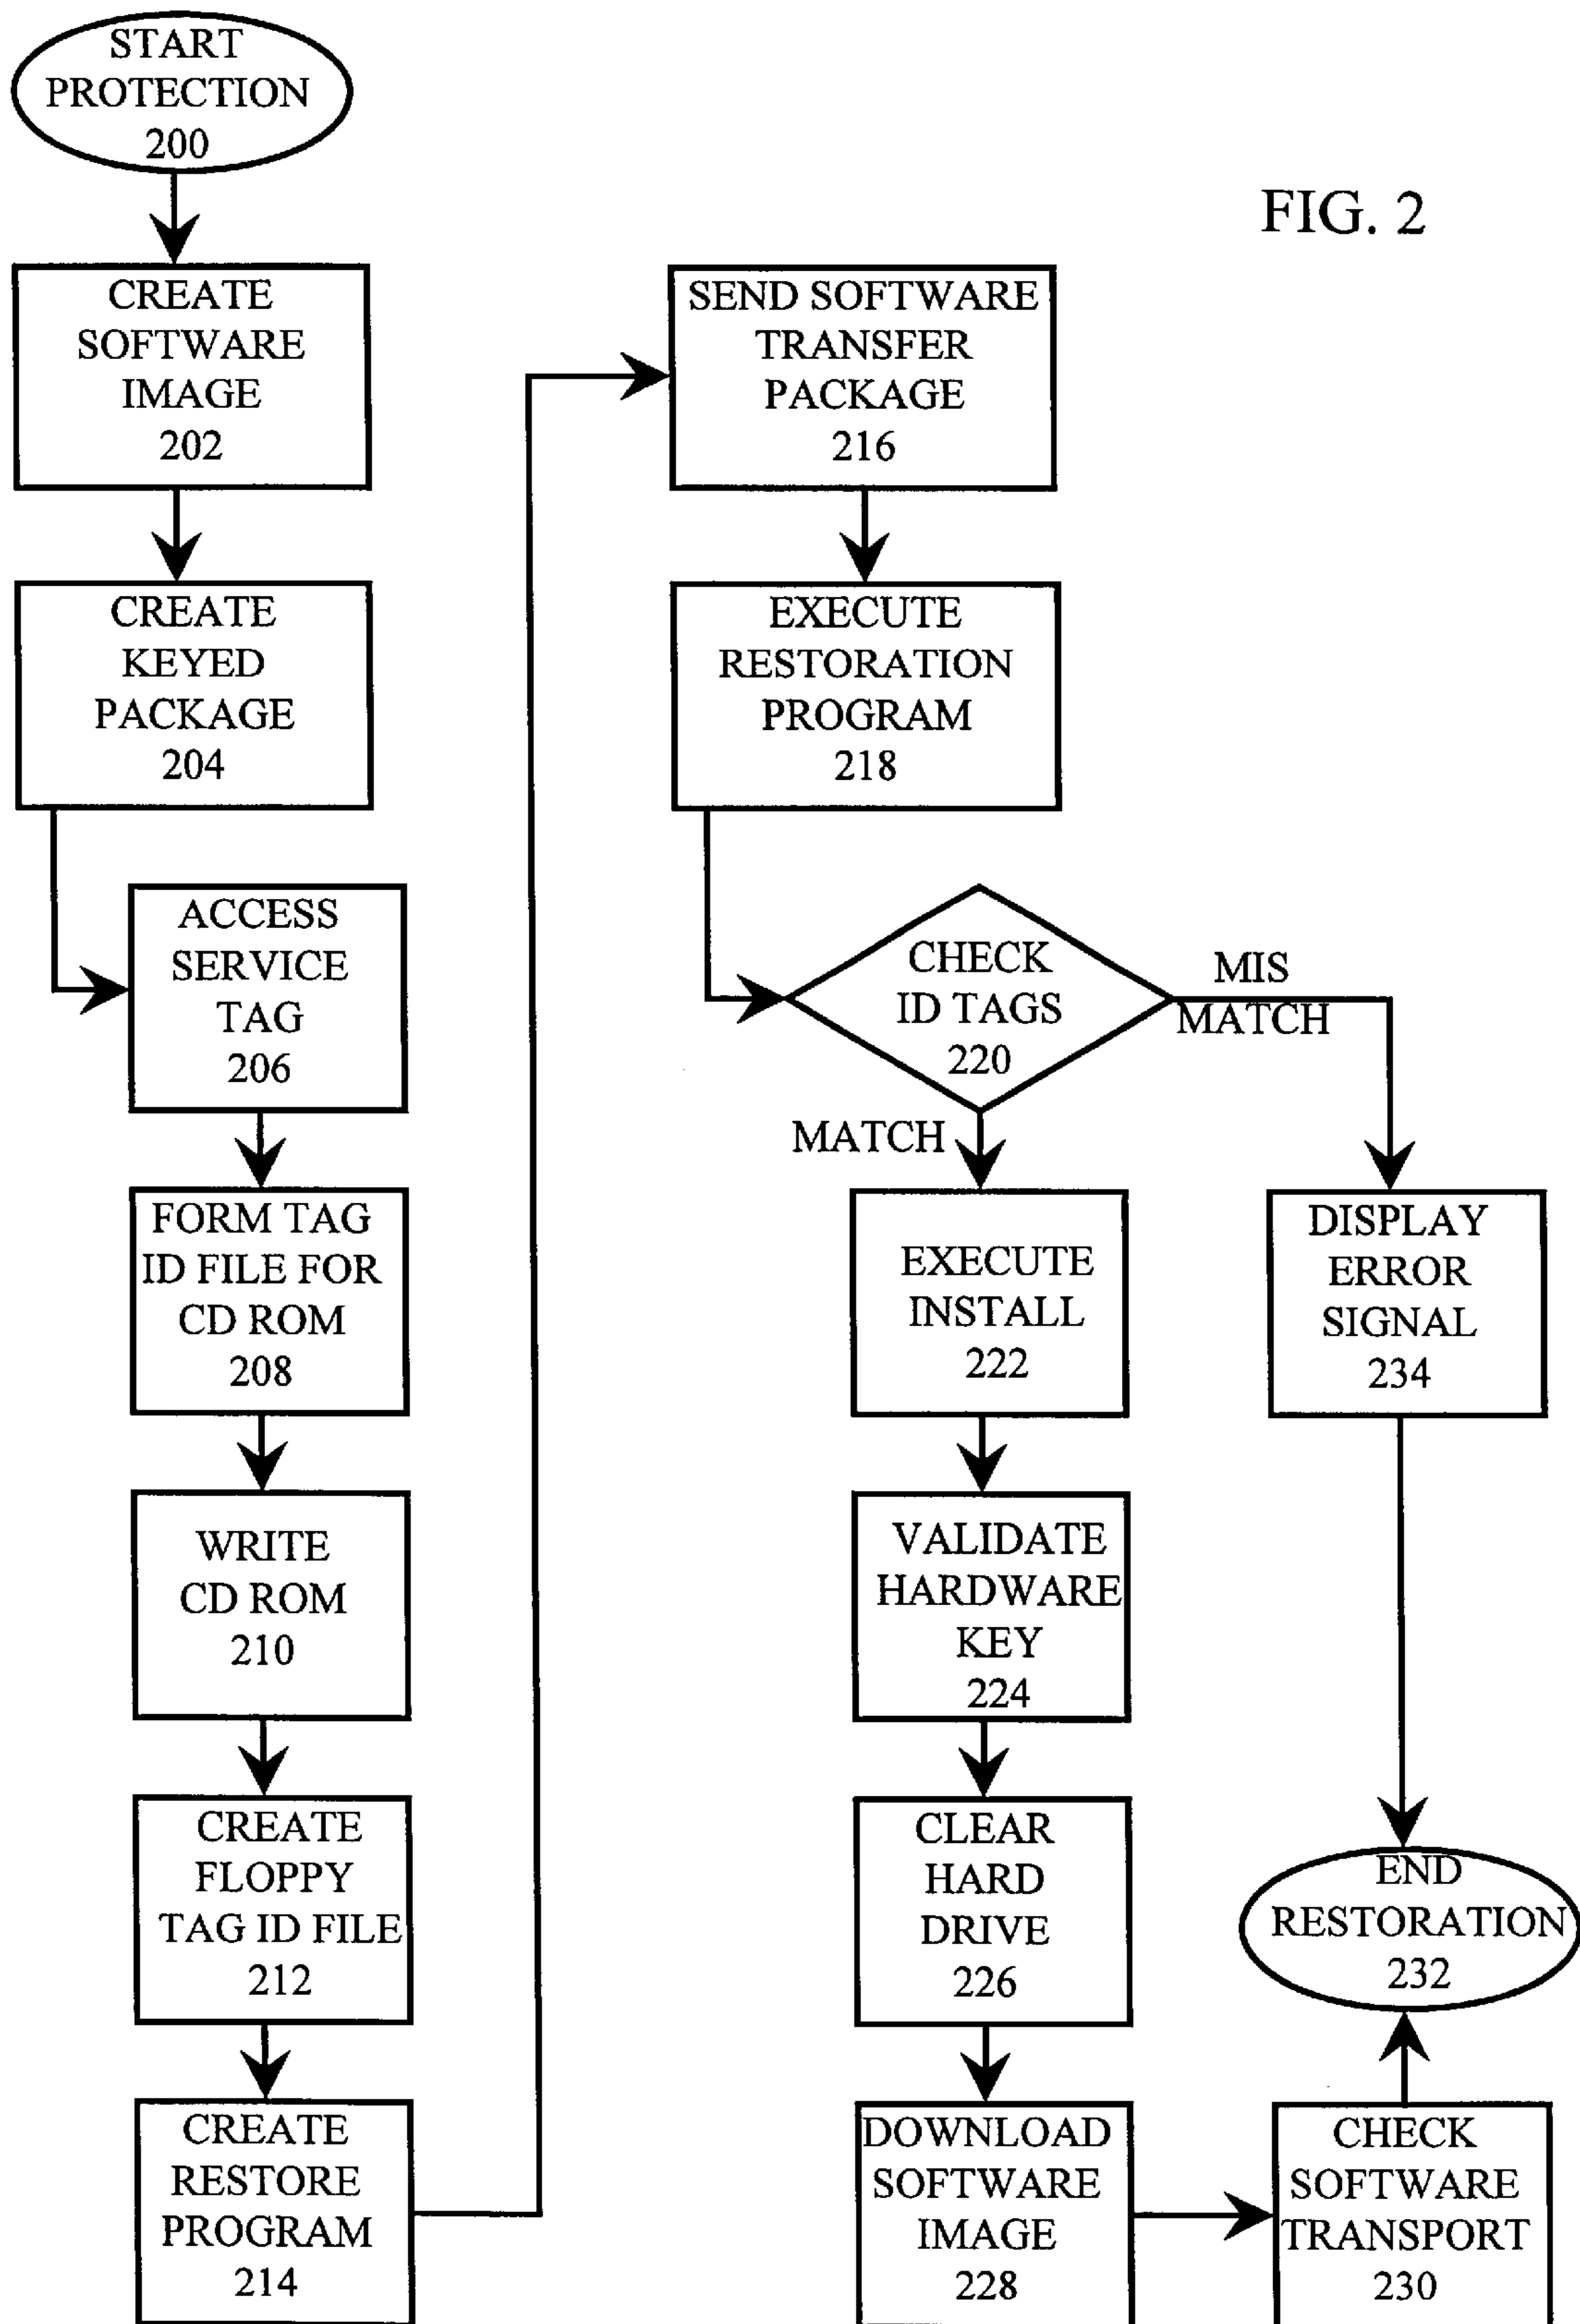 START
PROTECTION
200
FIG. 2
CREATE
SOFTWARE
IMAGE
202
CREATE
KEYED
PACKAGE
204
ACCESS
SERVICE
TAG
206
FORM TAG
ID FILE FOR
CD ROM
208
WRITE
CD ROM
210
CREATE
FLOPPY
TAG ID FILE
212
CREATE
RESTORE
PROGRAM
214
SEND SOFTWARE
TRANSFER
PACKAGE
216
EXECUTE
RESTORATION
PROGRAM
218
CHECK
ID TAGS
220
MIS
MATCH
MATCH
EXECUTE
INSTALL
222
VALIDATE
HARDWARE
KEY
224
CLEAR
HARD
DRIVE
226
DOWNLOAD
SOFTWARE
IMAGE
228
CHECK
SOFTWARE
TRANSPORT
230
DISPLAY
ERROR
SIGNAL
234
END
RESTORATION
232